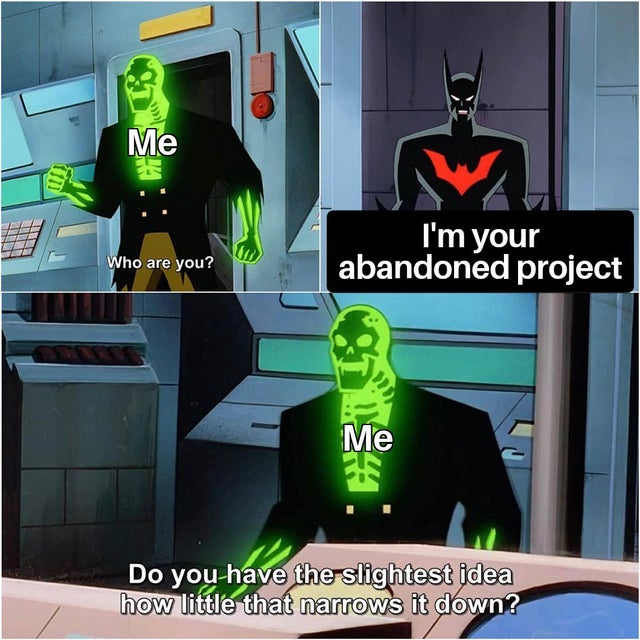 Me
Who are you?
I'm your
abandoned project
Me
Do you have the slightest idea
how little that narrows it down?